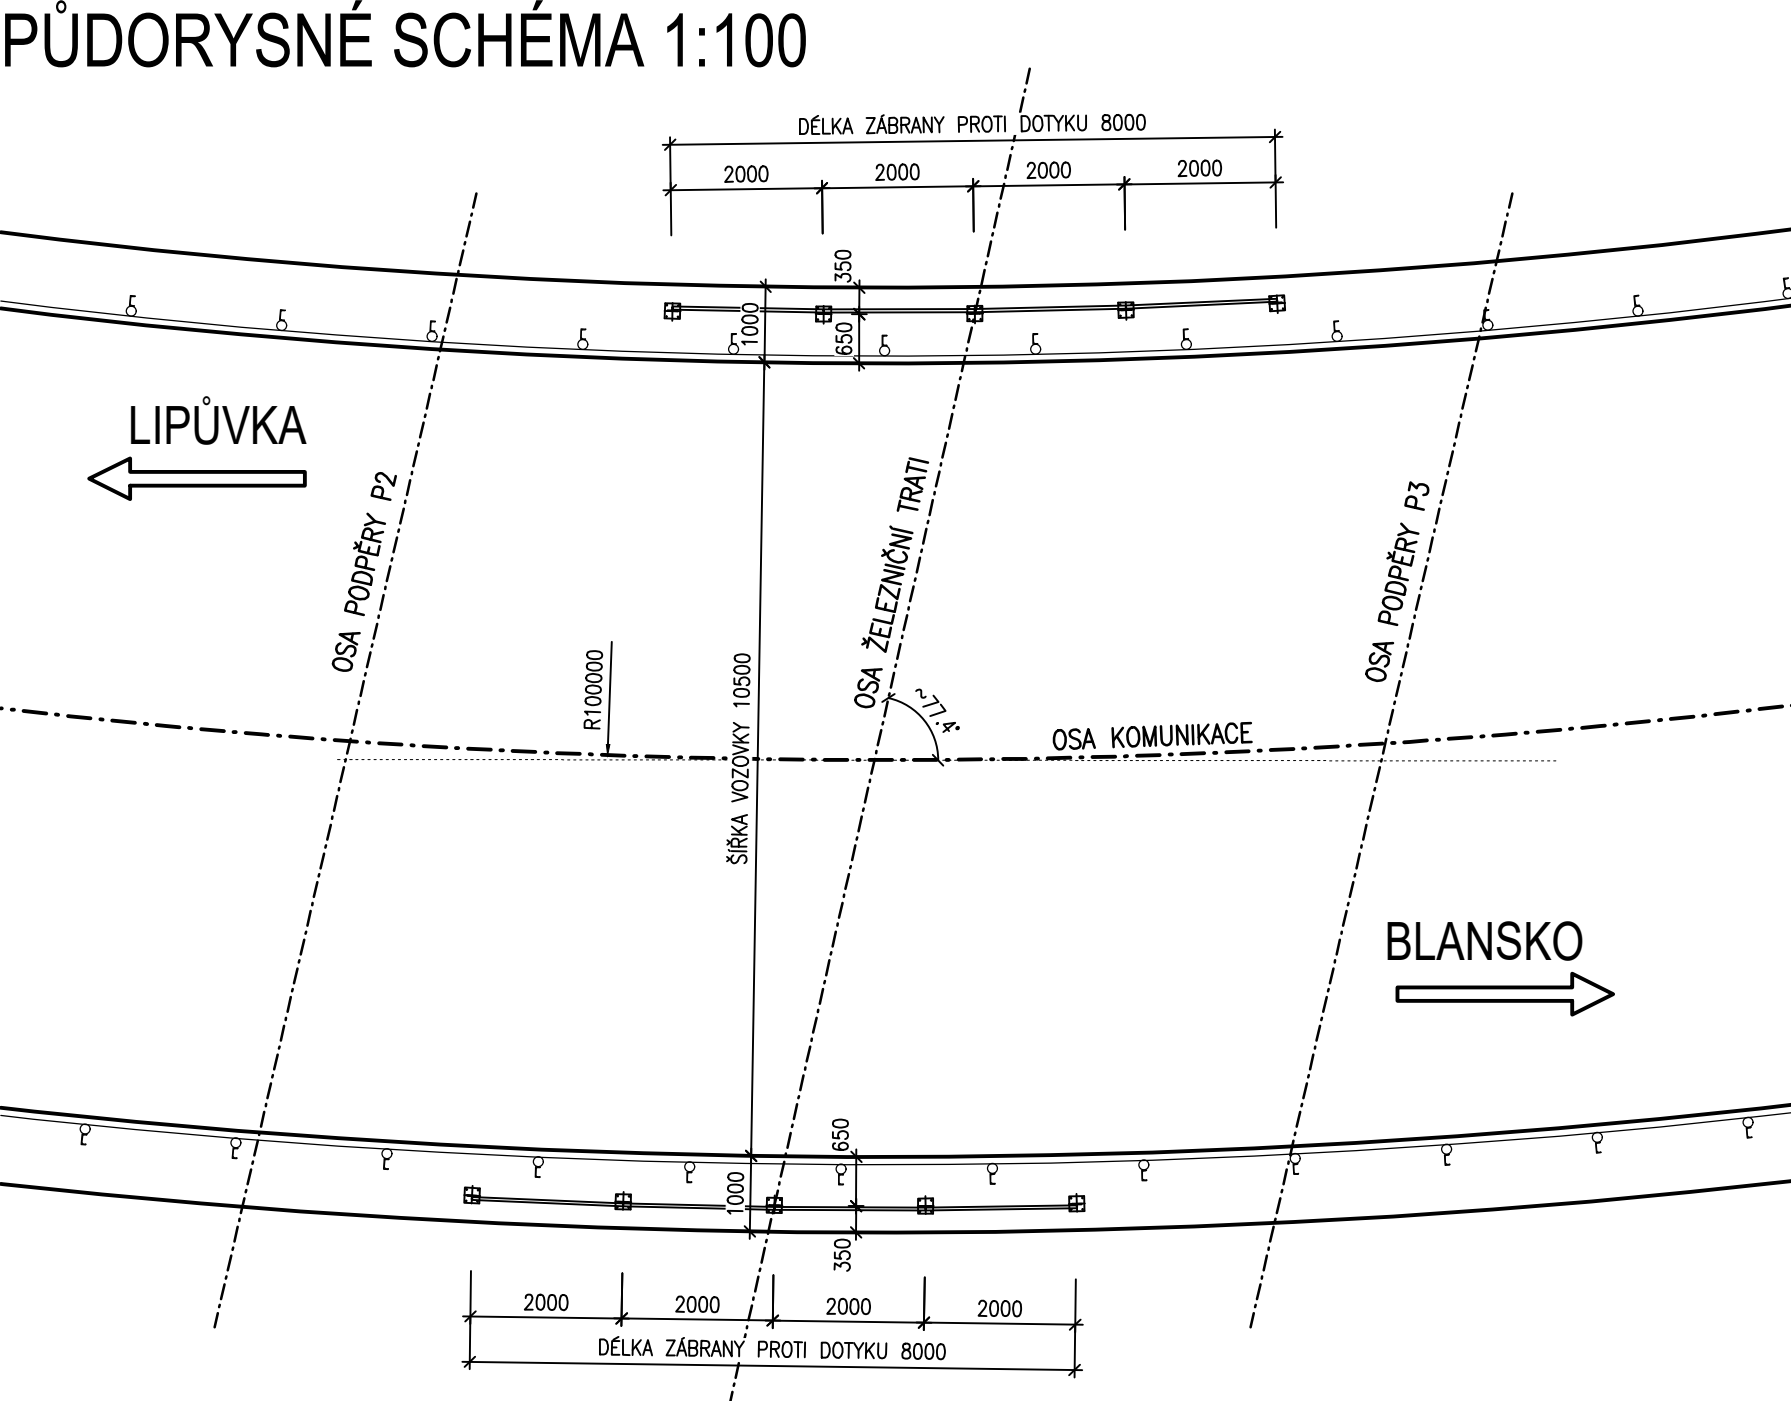 PŮDORYSNÉ SCHÉMA 1:100
DÉLKA ZÁBRANY PROTI DOTYKU 8000
2000
2000
2000
2000
350
1000
650
LIPŮVKA
OSA PODPĚRY P2
OSA ŽELEZNIČNÍ TRATI
OSA PODPĚRY P3
R100000
ŠÍŘKA VOZOVKY 10500
~77.4°
OSA KOMUNIKACE
BLANSKO
650
1000
350
2000
2000
2000
2000
DÉLKA ZÁBRANY PROTI DOTYKU 8000